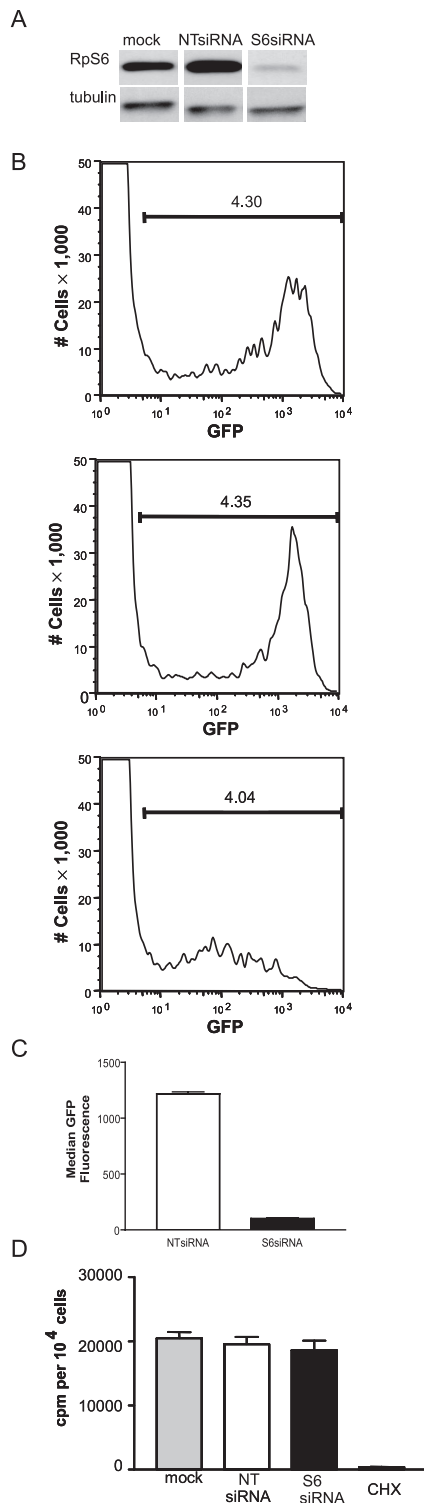 A
mock NTsiRNA S6siRNA
RpS6
tubulin
B
50
40
30
20
10
0
# Cells × 1,000
4.30
10^0 10^1 10^2 10^3 10^4
GFP
50
40
30
20
10
0
# Cells × 1,000
4.35
10^0 10^1 10^2 10^3 10^4
GFP
50
40
30
20
10
0
# Cells × 1,000
4.04
10^0 10^1 10^2 10^3 10^4
GFP
C
1500
1000
500
0
Median GFP
Fluorescence
NTsiRNA S6siRNA
D
30000
20000
10000
0
cpm per 10^4 cells
mock NT siRNA S6 siRNA CHX